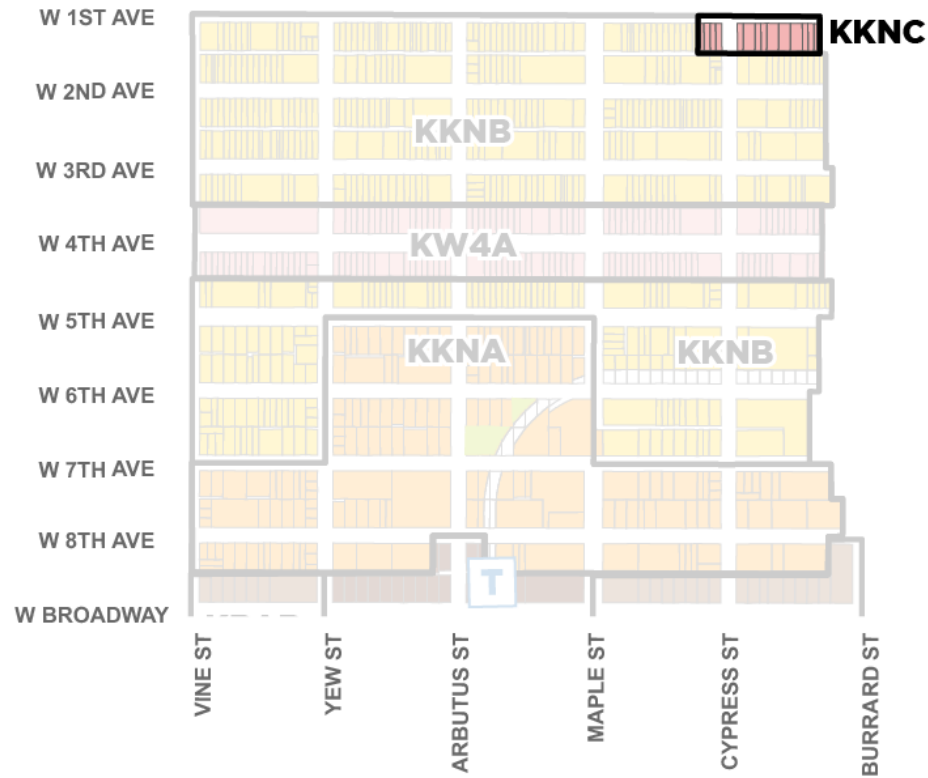 W 1ST AVE
KKNC
W 2ND AVE
KKNB
W 3RD AVE
W 4TH AVE
KW4A
W 5TH AVE
KKNA
KKNB
W 6TH AVE
W 7TH AVE
W 8TH AVE
T
W BROADWAY
VINE ST
YEW ST
ARBUTUS ST
MAPLE ST
CYPRESS ST
BURRARD ST